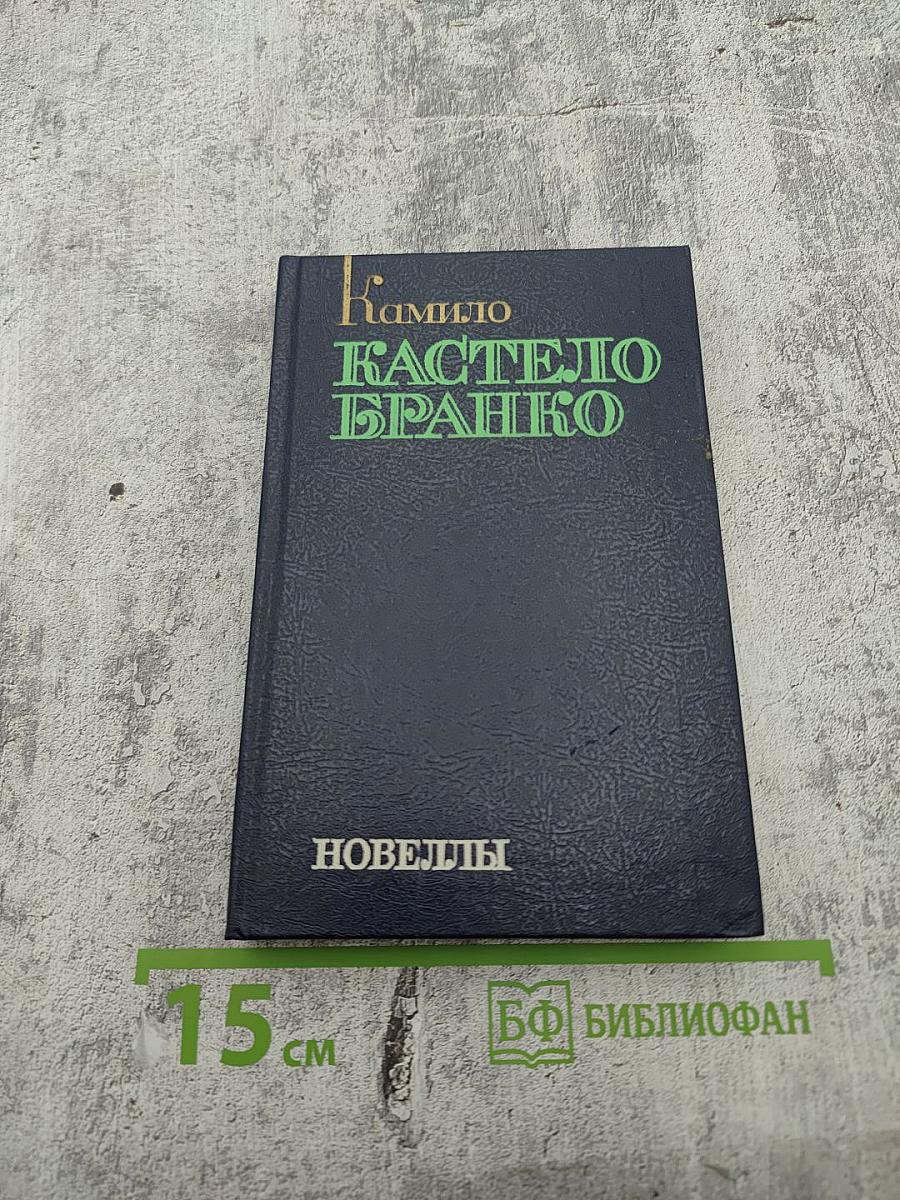 Камило
КАСТЕЛО
БРАНКО
НОВЕЛЛЫ
15 см
БФ БИБЛИОФАН